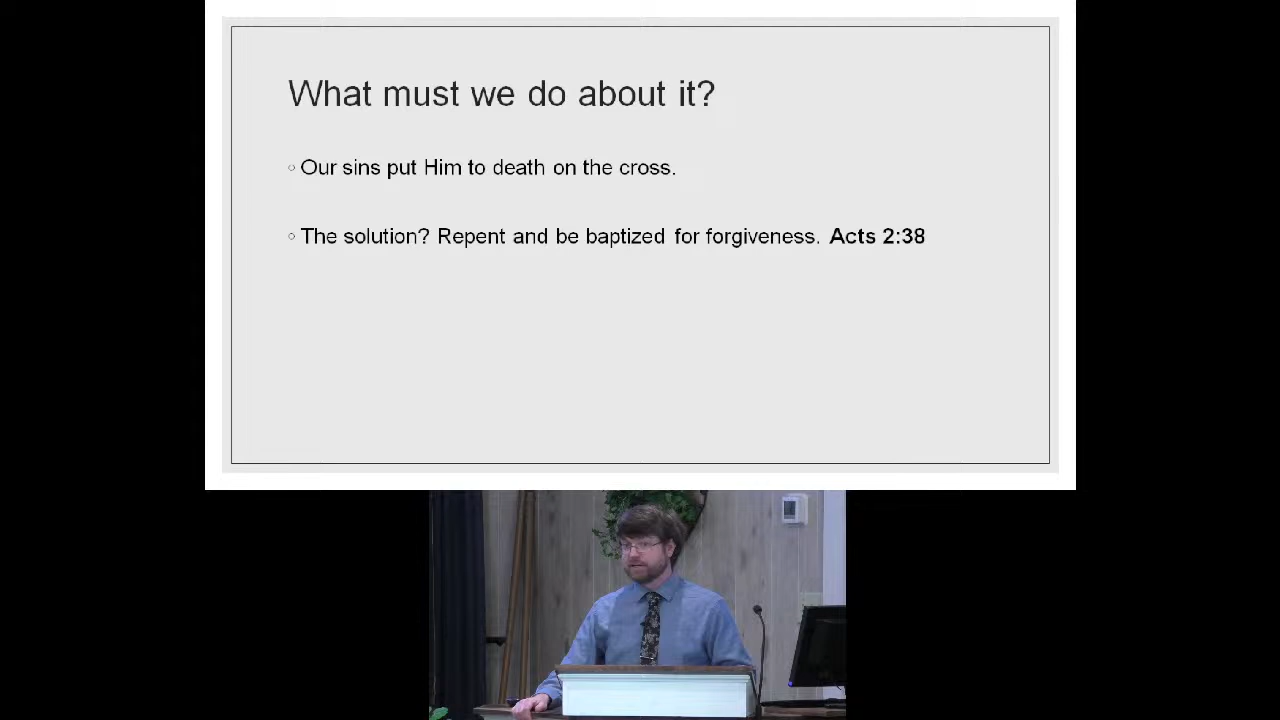 What must we do about it?
◦ Our sins put Him to death on the cross.
◦ The solution? Repent and be baptized for forgiveness. Acts 2:38